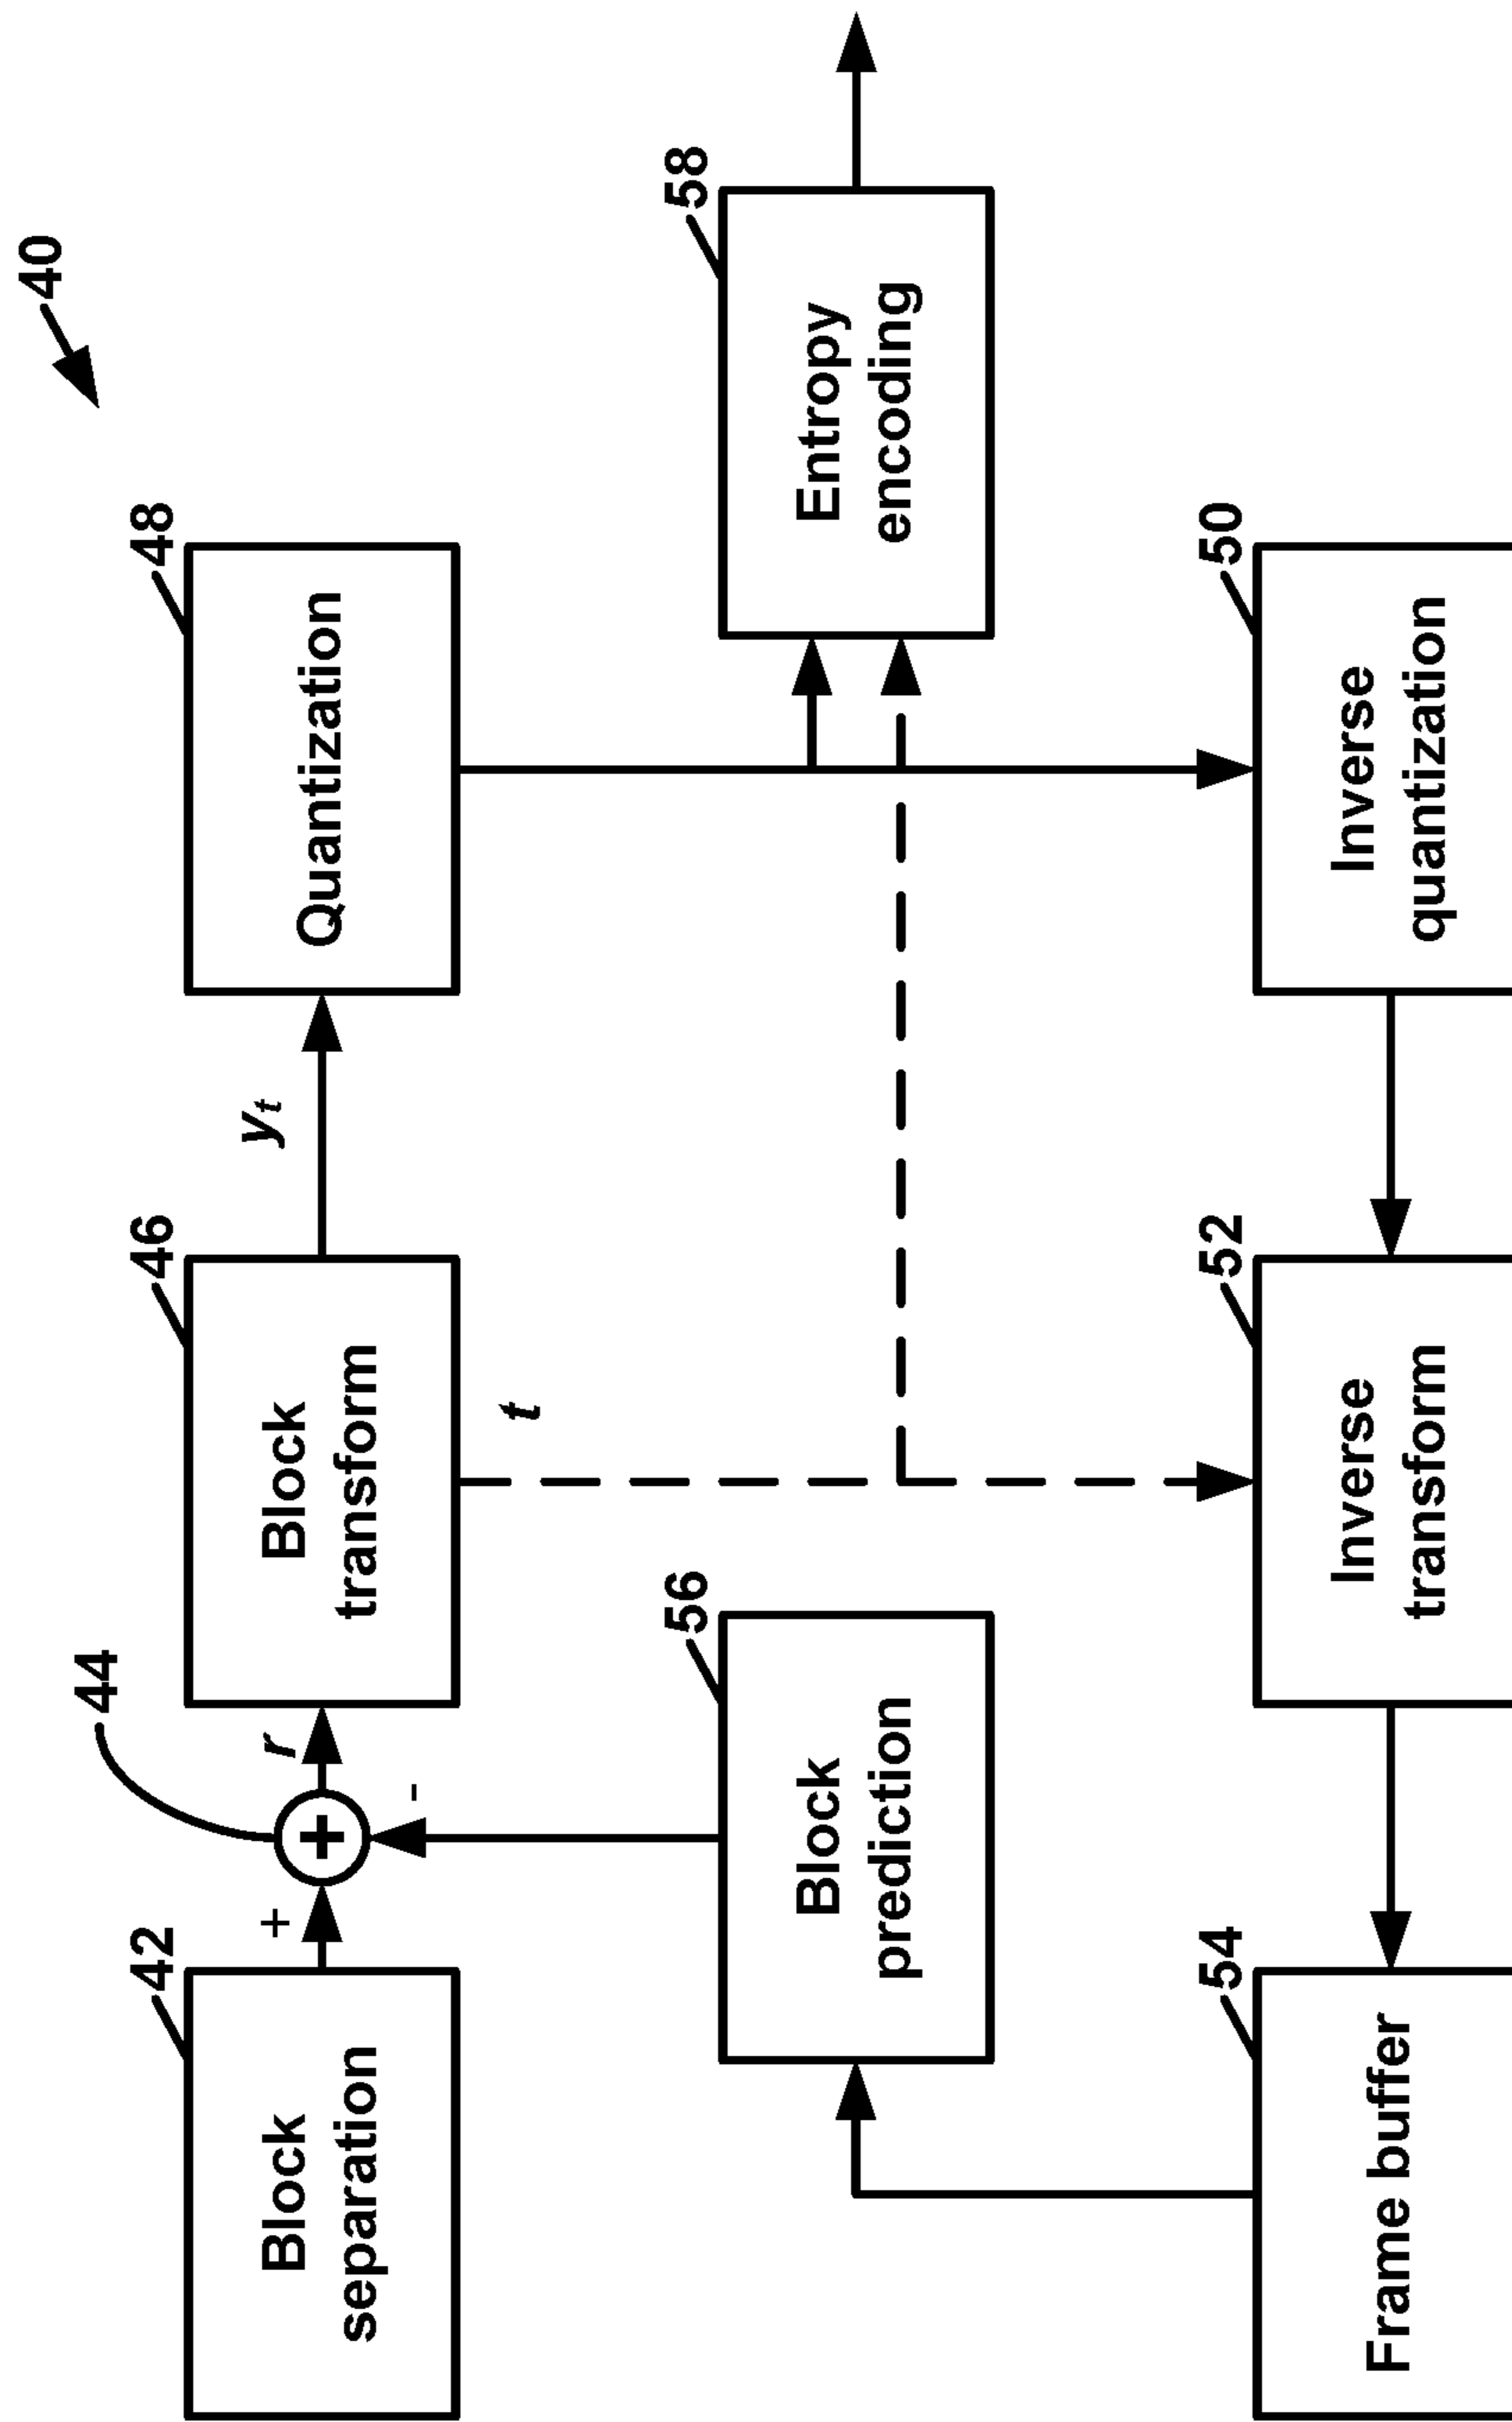 40
44
42
Block
separation
+
+
-
r
46
Block
transform
yt
48
Quantization
t
56
Block
prediction
58
Entropy
encoding
54
Frame buffer
52
Inverse
transform
50
Inverse
quantization